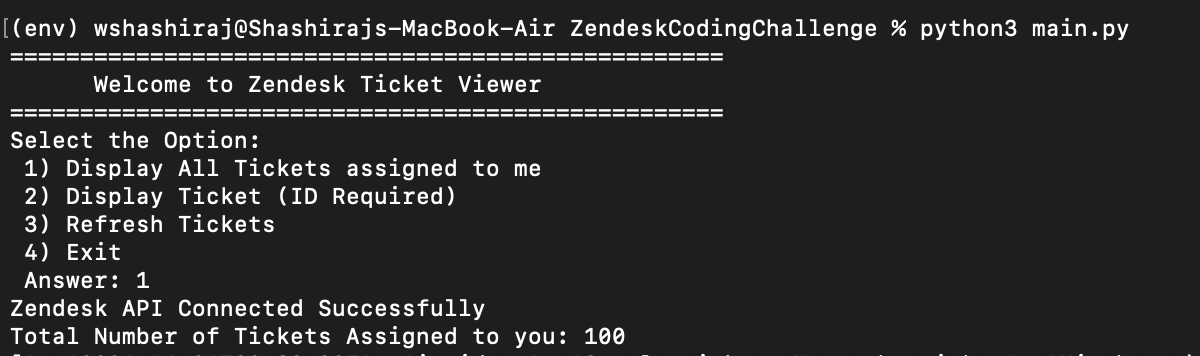 [(env) wshashiraj@Shashirajs-MacBook-Air ZendeskCodingChallenge % python3 main.py
===================================================
Welcome to Zendesk Ticket Viewer
===================================================
Select the Option:
1) Display All Tickets assigned to me
2) Display Ticket (ID Required)
3) Refresh Tickets
4) Exit
Answer: 1
Zendesk API Connected Successfully
Total Number of Tickets Assigned to you: 100